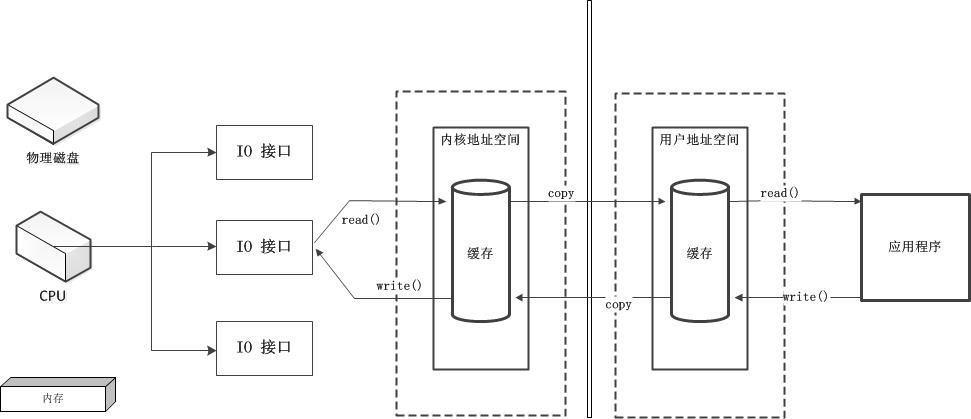 物理磁盘
CPU
内存
IO 接口
IO 接口
IO 接口
read()
write()
内核地址空间
缓存
copy
copy
用户地址空间
缓存
read()
write()
应用程序